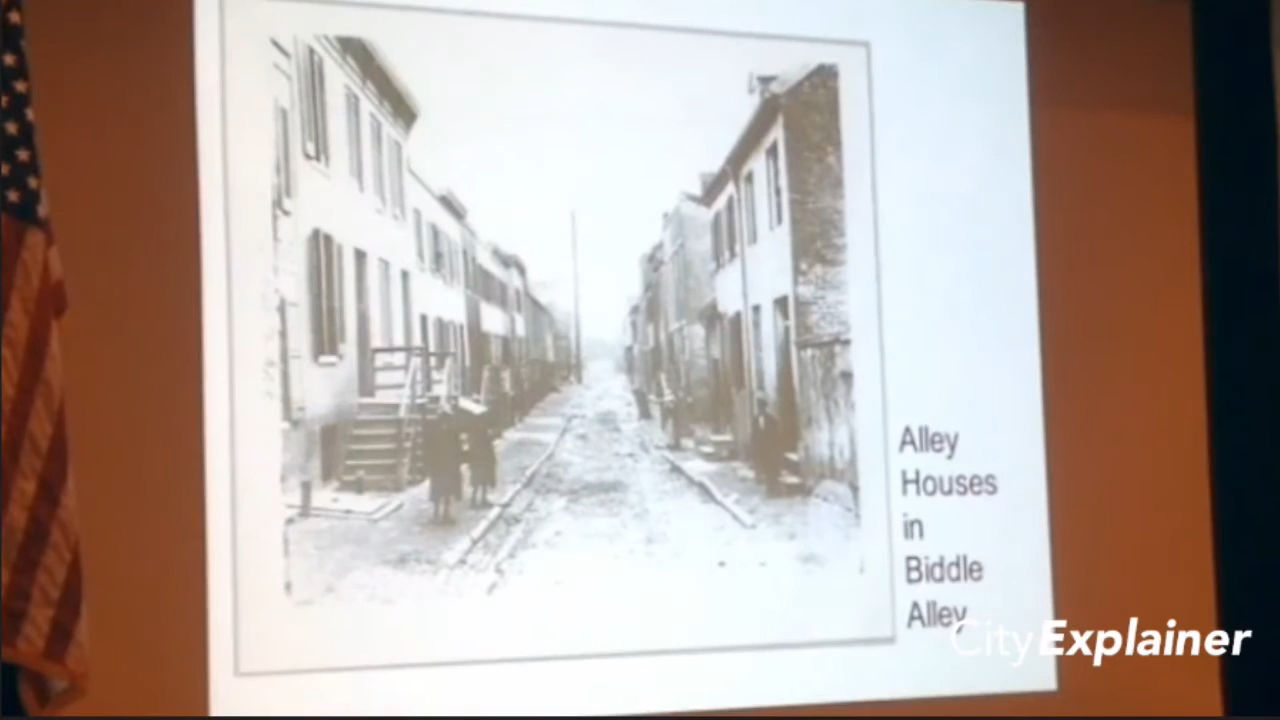 Alley
Houses
in
Biddle
Alley
CityExplainer